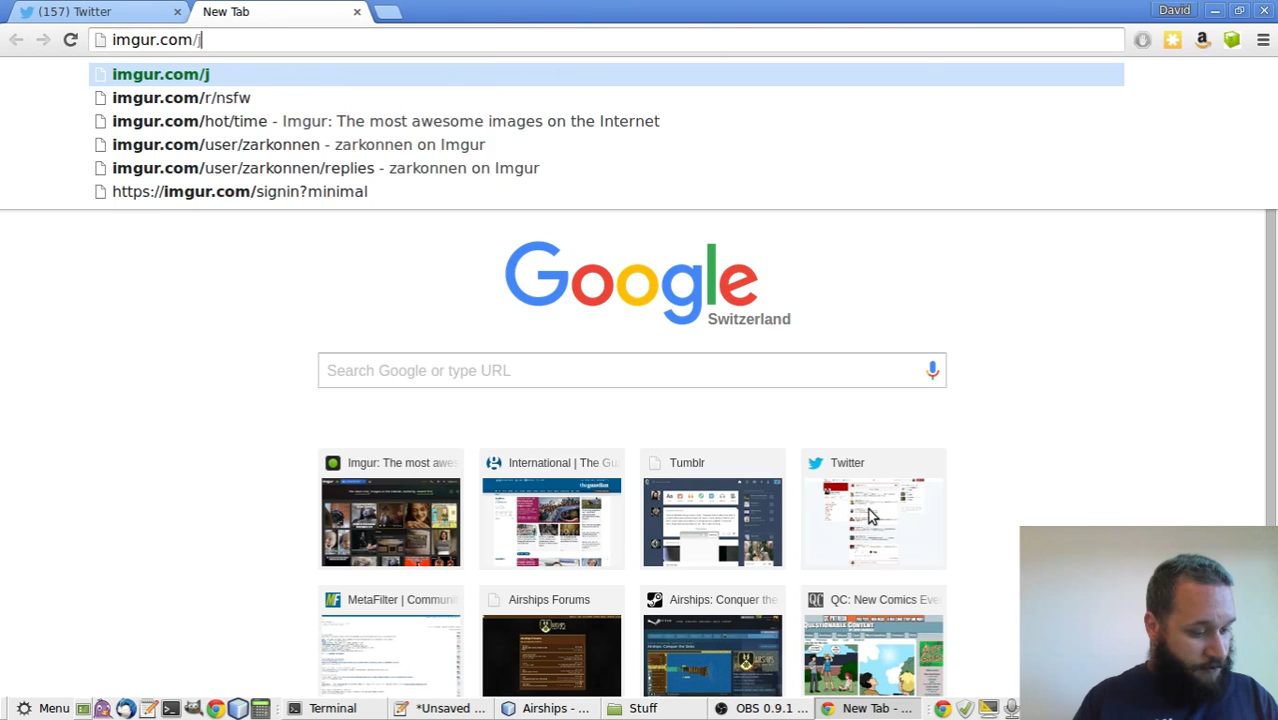 (157) Twitter
New Tab
David
imgur.com/j
imgur.com/j
imgur.com/r/nsfw
imgur.com/hot/time - Imgur: The most awesome images on the Internet
imgur.com/user/zarkonnen - zarkonnen on Imgur
imgur.com/user/zarkonnen/replies - zarkonnen on Imgur
https://imgur.com/signin?minimal
Google
Switzerland
Search Google or type URL
Imgur: The most awes
International | The Gu
Tumblr
Twitter
MetaFilter | Communi
Airships Forums
Airships: Conquer the
QC: New Comics Eve
Menu
Terminal
*Unsaved ...
Airships - ...
Stuff
OBS 0.9.1 ...
New Tab - ...